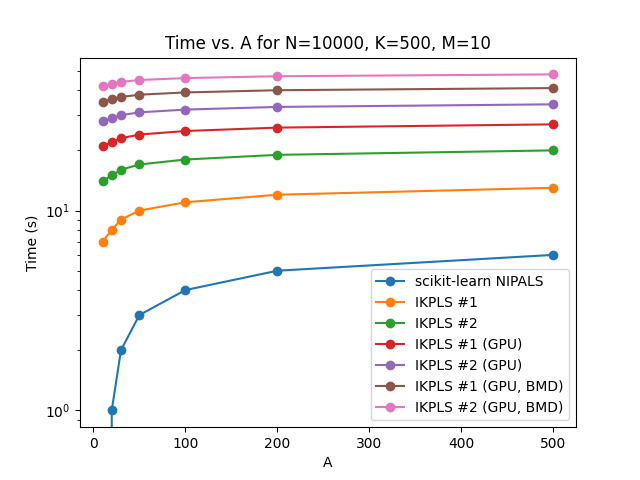 Time vs. A for N=10000, K=500, M=10
Time (s)
10¹
10⁰
0
100
200
300
400
500
A
scikit-learn NIPALS
IKPLS #1
IKPLS #2
IKPLS #1 (GPU)
IKPLS #2 (GPU)
IKPLS #1 (GPU, BMD)
IKPLS #2 (GPU, BMD)